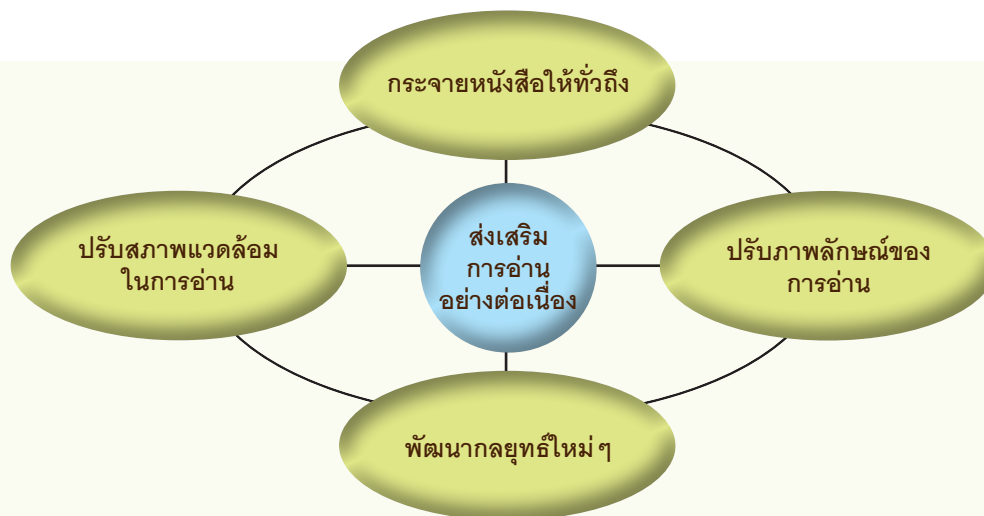 กระจายหนังสือให้ทั่วถึง
ปรับสภาพแวดล้อม
ในการอ่าน
ส่งเสริม
การอ่าน
อย่างต่อเนื่อง
ปรับภาพลักษณ์ของ
การอ่าน
พัฒนากลยุทธ์ใหม่ๆ